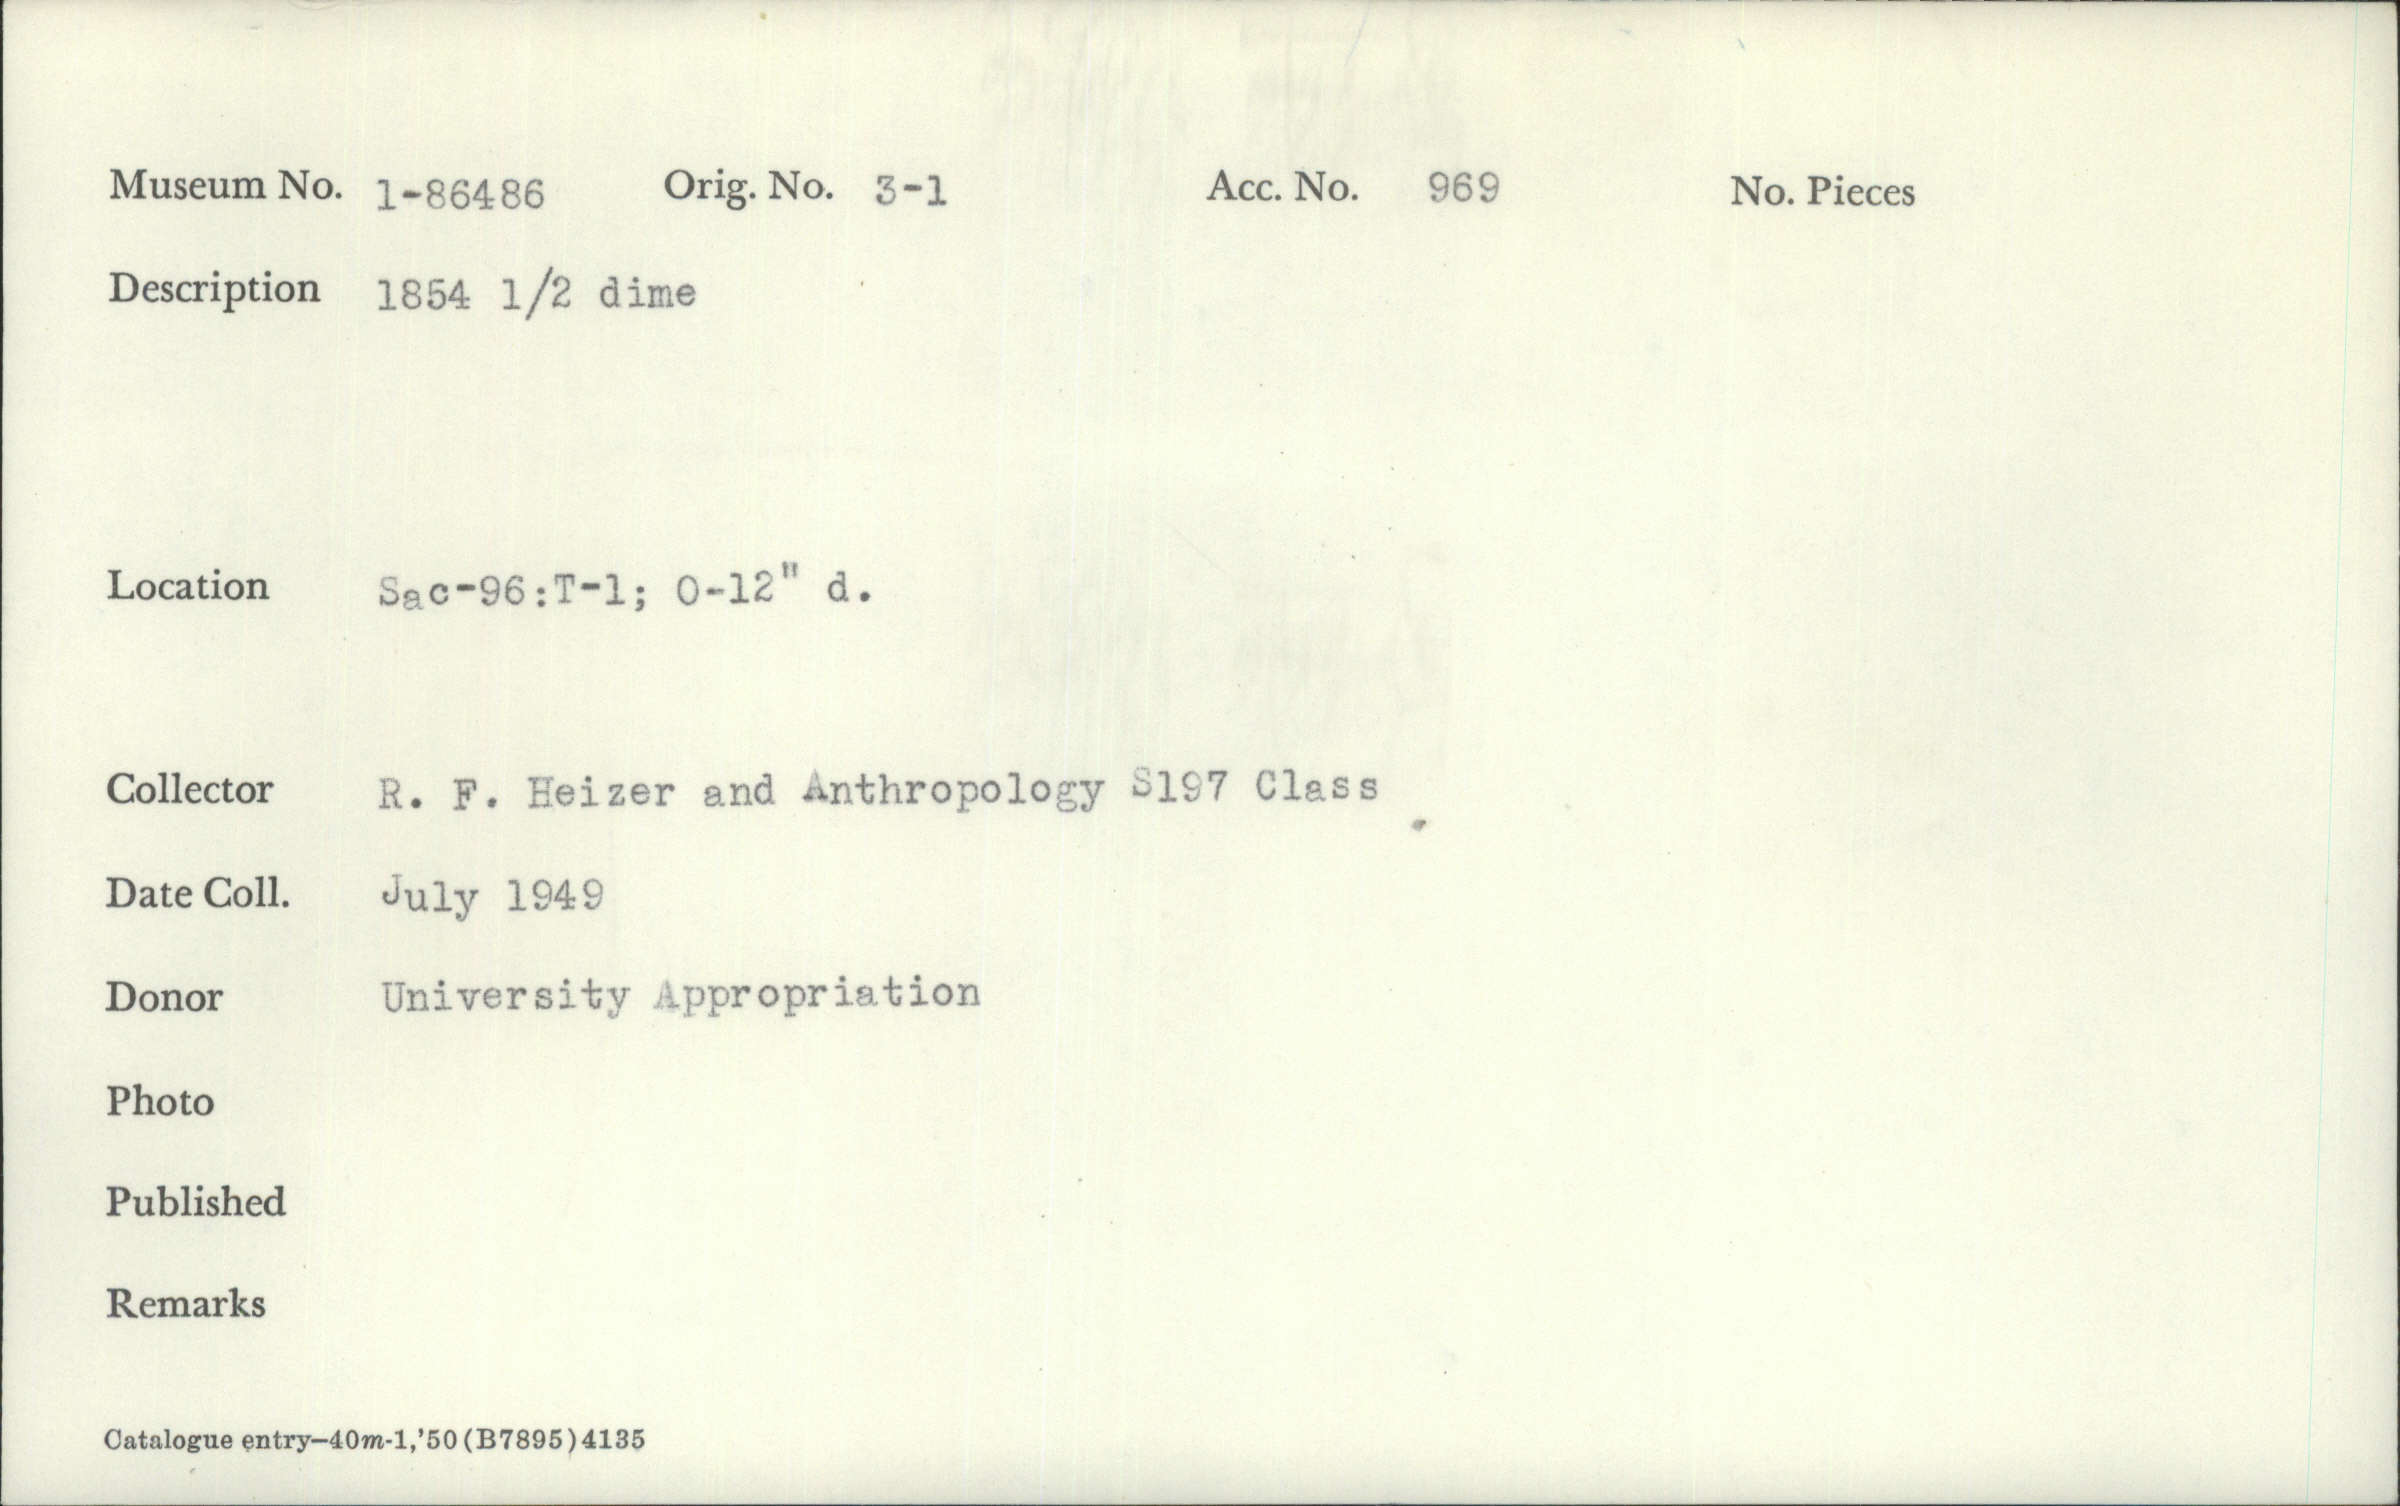 Museum No. 1-86486 Orig. No. 3-1 Acc. No. 969 No. Pieces
Description 1854 1/2 dime
Location Sac-96:T-1; 0-12" d.
Collector R. F. Heizer and Anthropology S197 Class
Date Coll. July 1949
Donor University Appropriation
Photo
Published
Remarks
Catalogue entry—40m-1,'50(B7895)4135